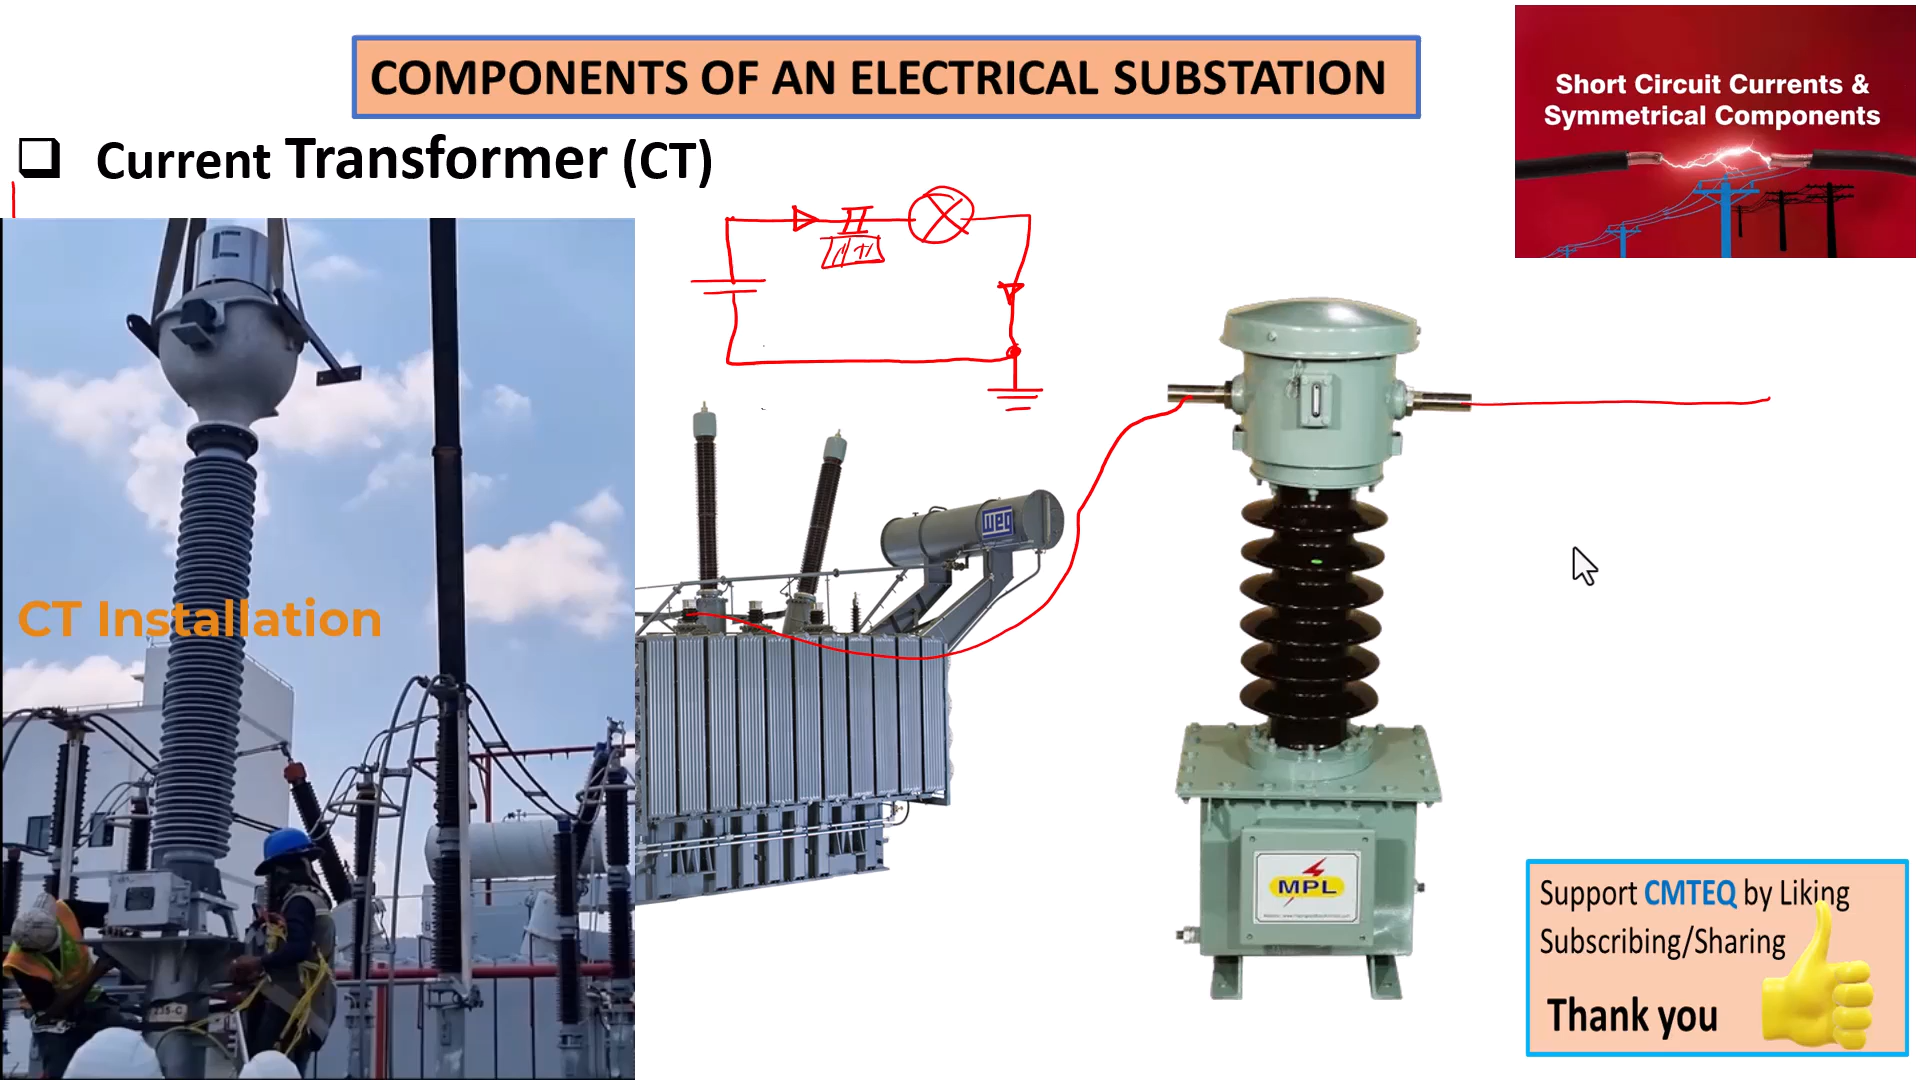 COMPONENTS OF AN ELECTRICAL SUBSTATION
Current Transformer (CT)
Short Circuit Currents &
Symmetrical Components
CT Installation
weg
MPL
235-C
Support CMTEQ by Liking
Subscribing/Sharing
Thank you